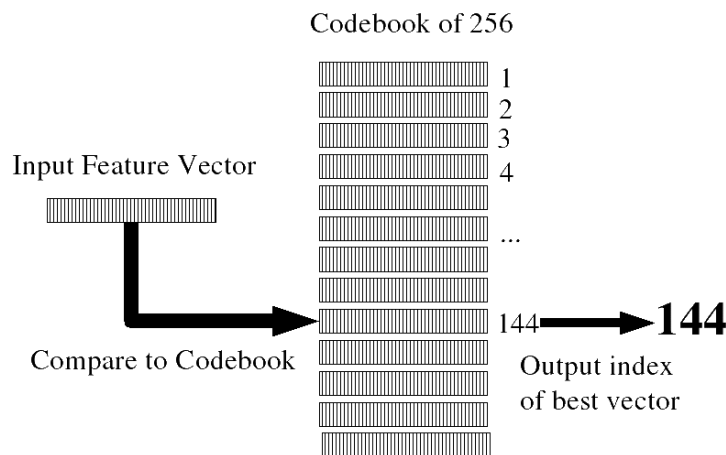 Codebook of 256
1
2
3
4
...
144
Input Feature Vector
Compare to Codebook
144
Output index
of best vector